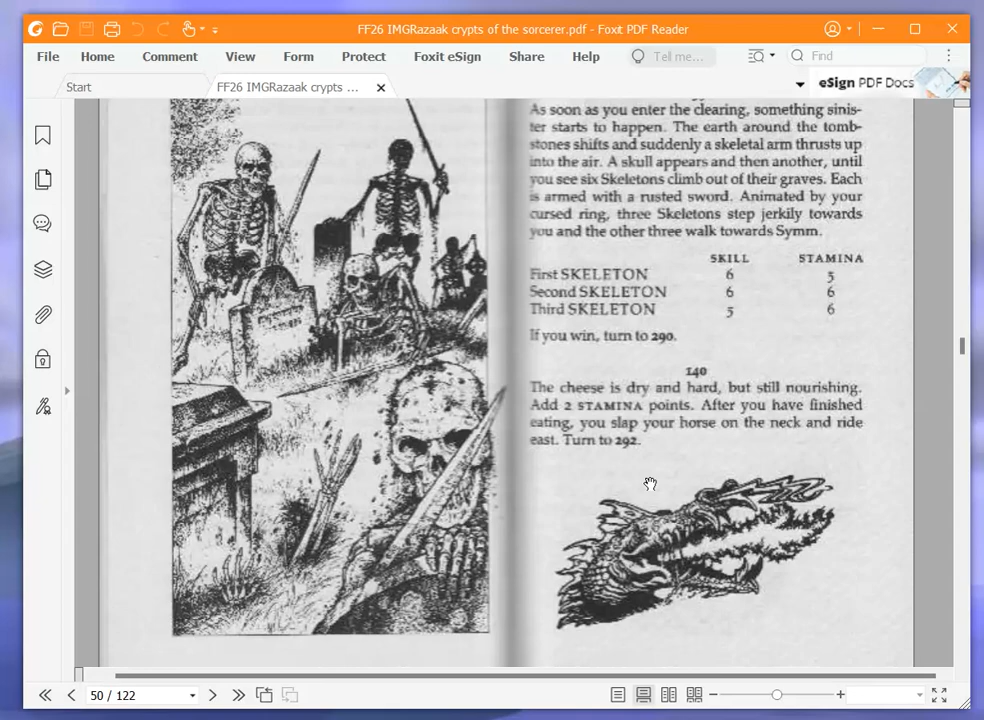 FF26 IMGRazaak crypts of the sorcerer.pdf - Foxit PDF Reader
File Home Comment View Form Protect Foxit eSign Share Help Tell me... Find
Start FF26 IMGRazaak crypts ... eSign PDF Docs
As soon as you enter the clearing, something sinis-
ter starts to happen. The earth around the tomb-
stones shifts and suddenly a skeletal arm thrusts up
into the air. A skull appears and then another, until
you see six Skeletons climb out of their graves. Each
is armed with a rusted sword. Animated by your
cursed ring, three Skeletons step jerkily towards
you and the other three walk towards Symm.
SKILL STAMINA
First SKELETON 6 5
Second SKELETON 6 6
Third SKELETON 5 6
If you win, turn to 290.
140
The cheese is dry and hard, but still nourishing.
Add 2 STAMINA points. After you have finished
eating, you slap your horse on the neck and ride
east. Turn to 292.
50 / 122